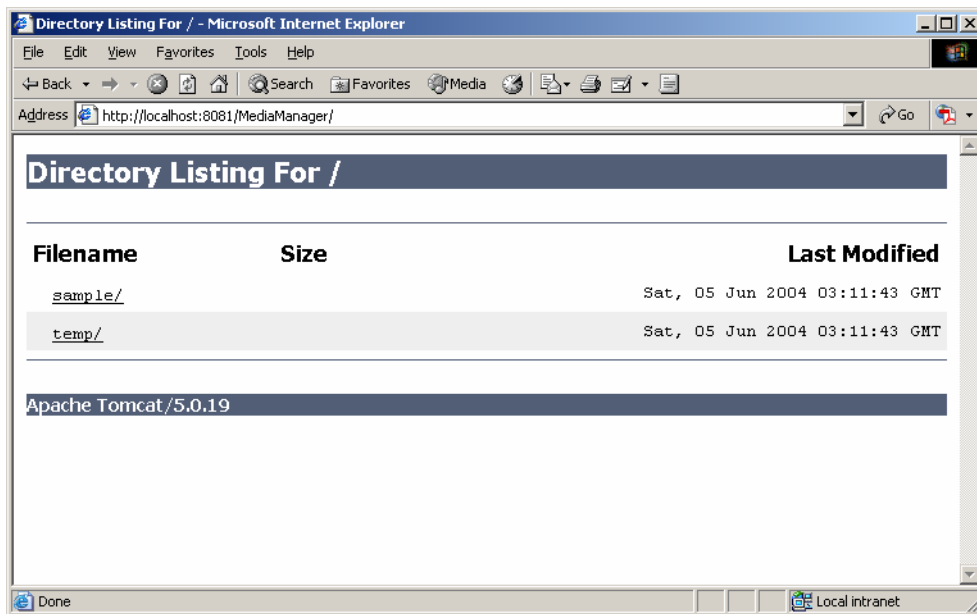 Directory Listing For / - Microsoft Internet Explorer
File Edit View Favorites Tools Help
Back Search Favorites Media
Address http://localhost:8081/MediaManager/ Go
Directory Listing For /
Filename Size Last Modified
sample/ Sat, 05 Jun 2004 03:11:43 GMT
temp/ Sat, 05 Jun 2004 03:11:43 GMT
Apache Tomcat/5.0.19
Done Local intranet